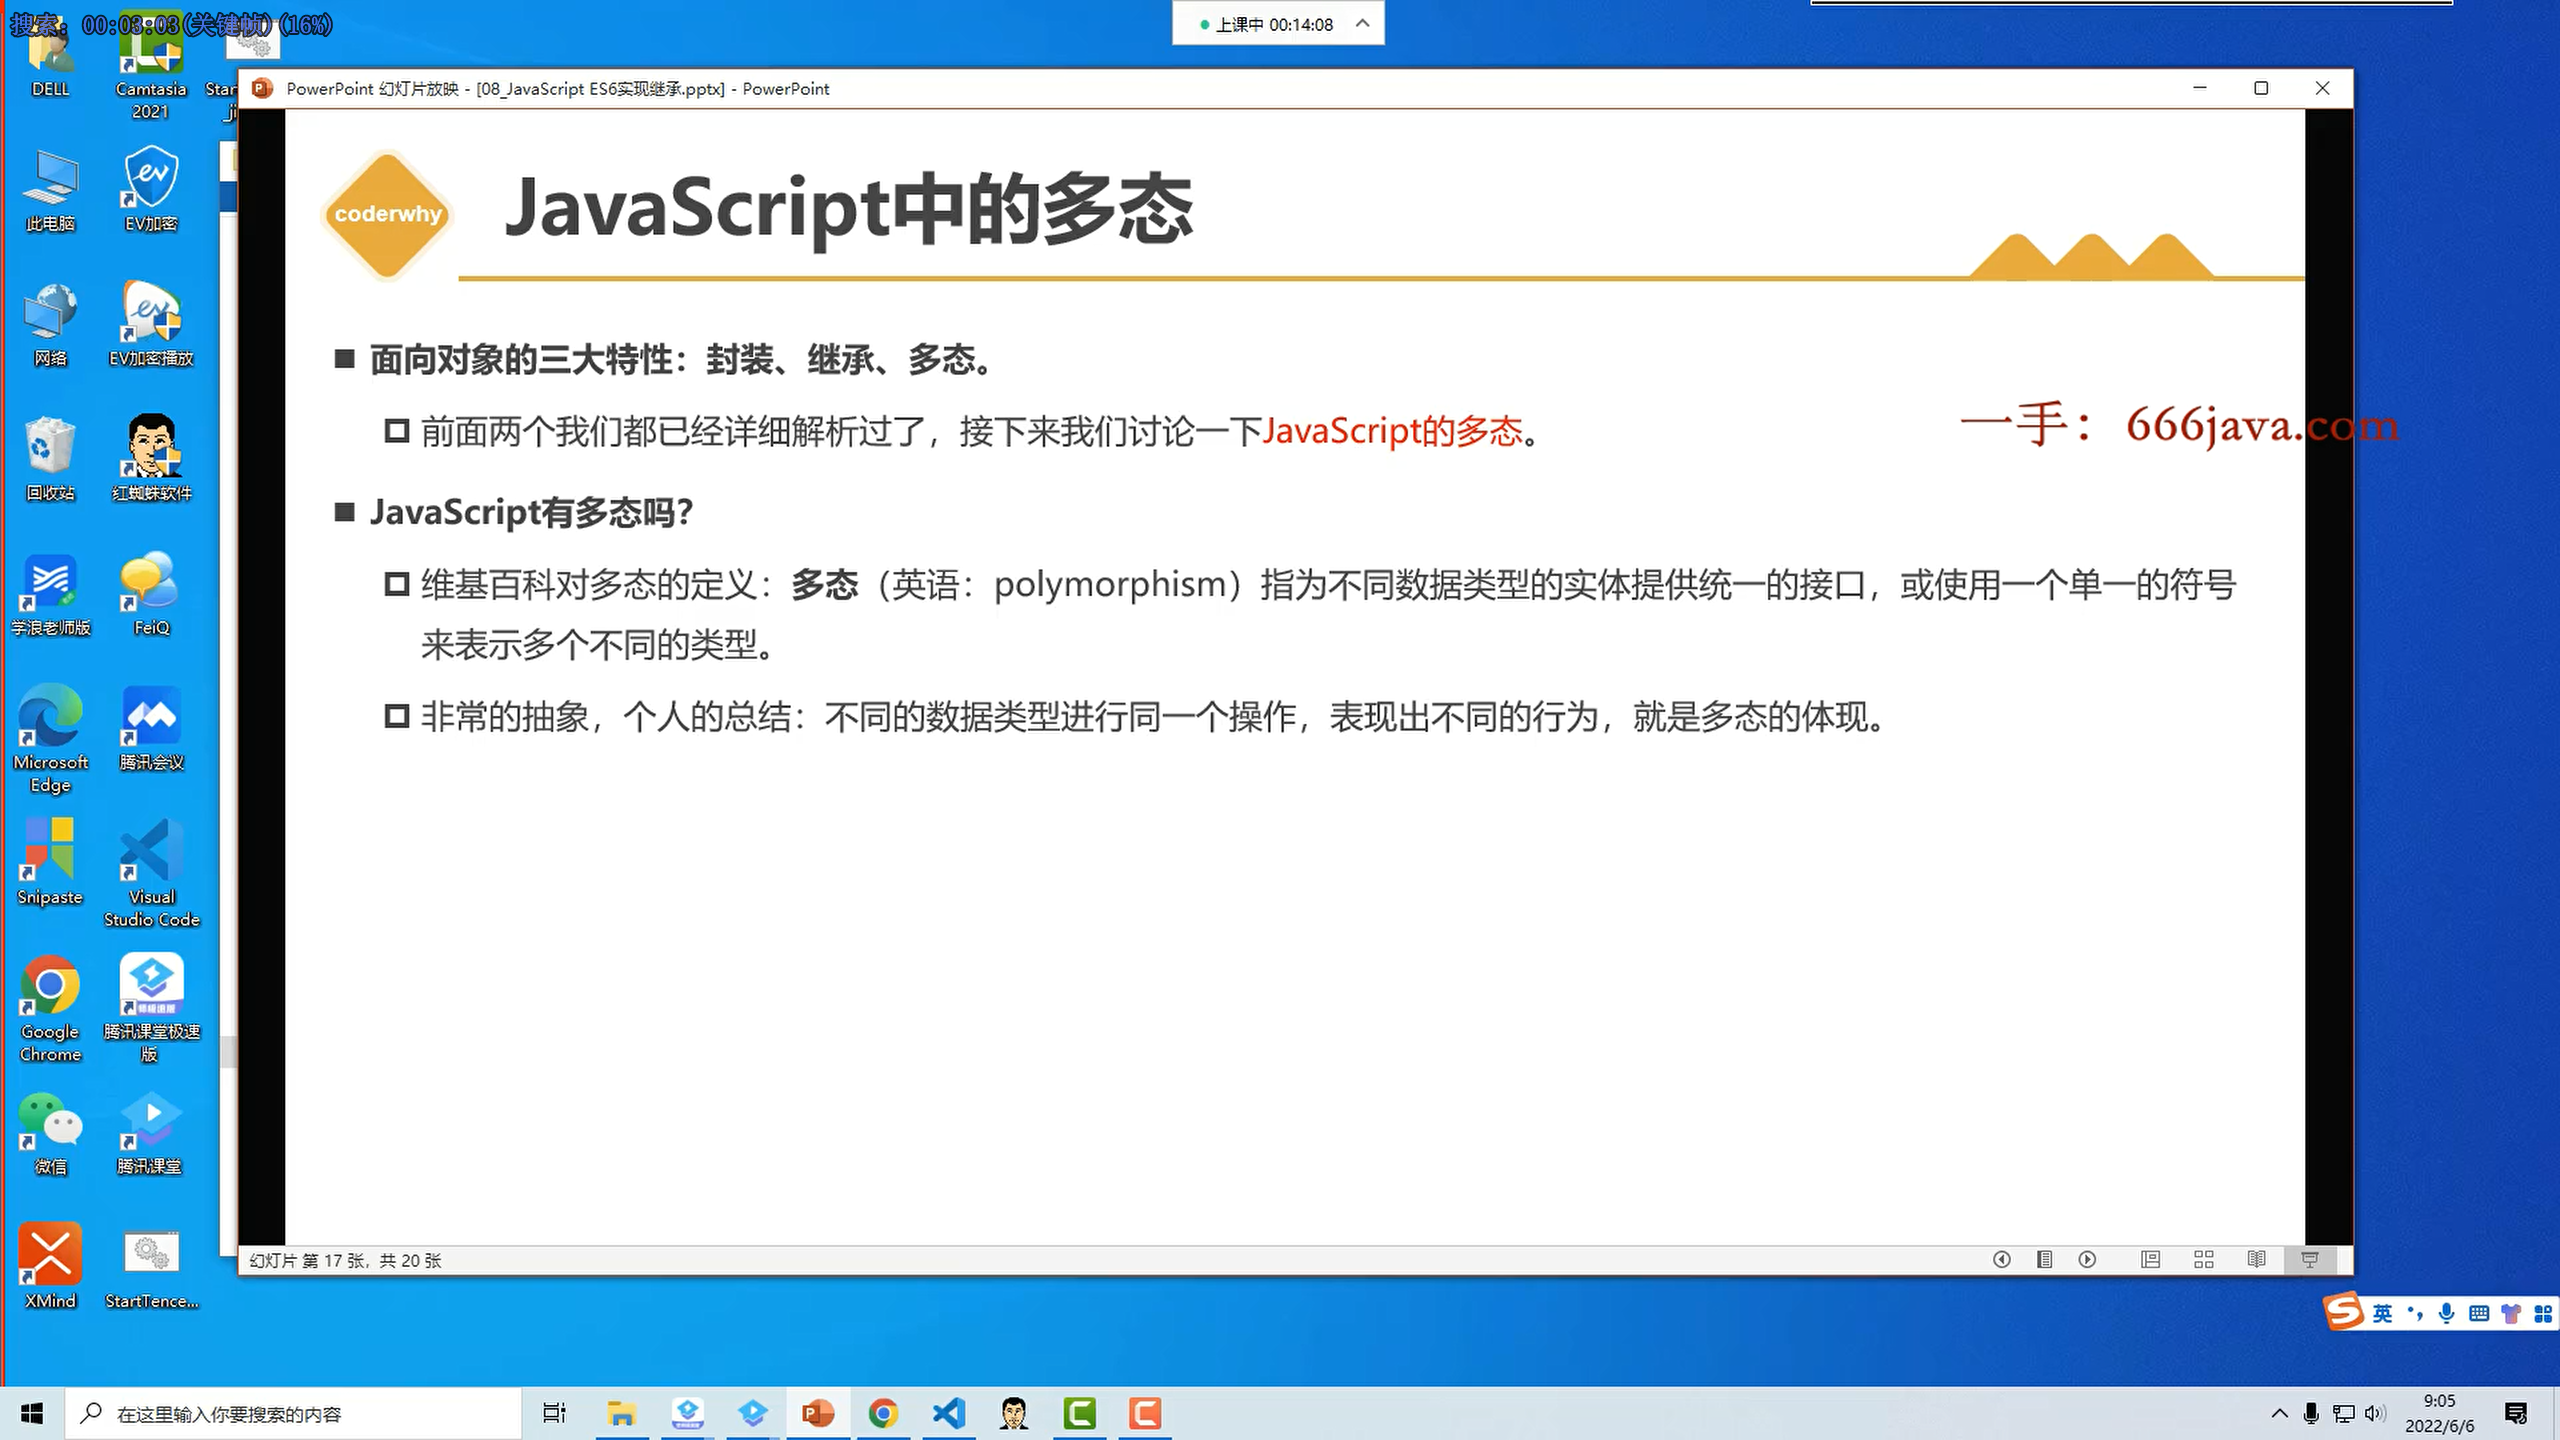 搜索: 00:03:03(关键帧)(16%)
上课中 00:14:08
DELL
Camtasia
2021
Star
PowerPoint 幻灯片放映 - [08_JavaScript ES6实现继承.pptx] - PowerPoint
coderwhy
JavaScript中的多态
面向对象的三大特性：封装、继承、多态。
前面两个我们都已经详细解析过了，接下来我们讨论一下JavaScript的多态。
一手：666java.com
JavaScript有多态吗？
维基百科对多态的定义：多态（英语：polymorphism）指为不同数据类型的实体提供统一的接口，或使用一个单一的符号
来表示多个不同的类型。
非常的抽象，个人的总结：不同的数据类型进行同一个操作，表现出不同的行为，就是多态的体现。
幻灯片 第 17 张，共 20 张
此电脑
EV加密
网络
EV加密播放
回收站
红蜘蛛软件
学浪老师版
FeiQ
Microsoft
Edge
腾讯会议
Snipaste
Visual
Studio Code
Google
Chrome
腾讯课堂极速
版
微信
腾讯课堂
XMind
StartTence...
英
在这里输入你要搜索的内容
9:05
2022/6/6